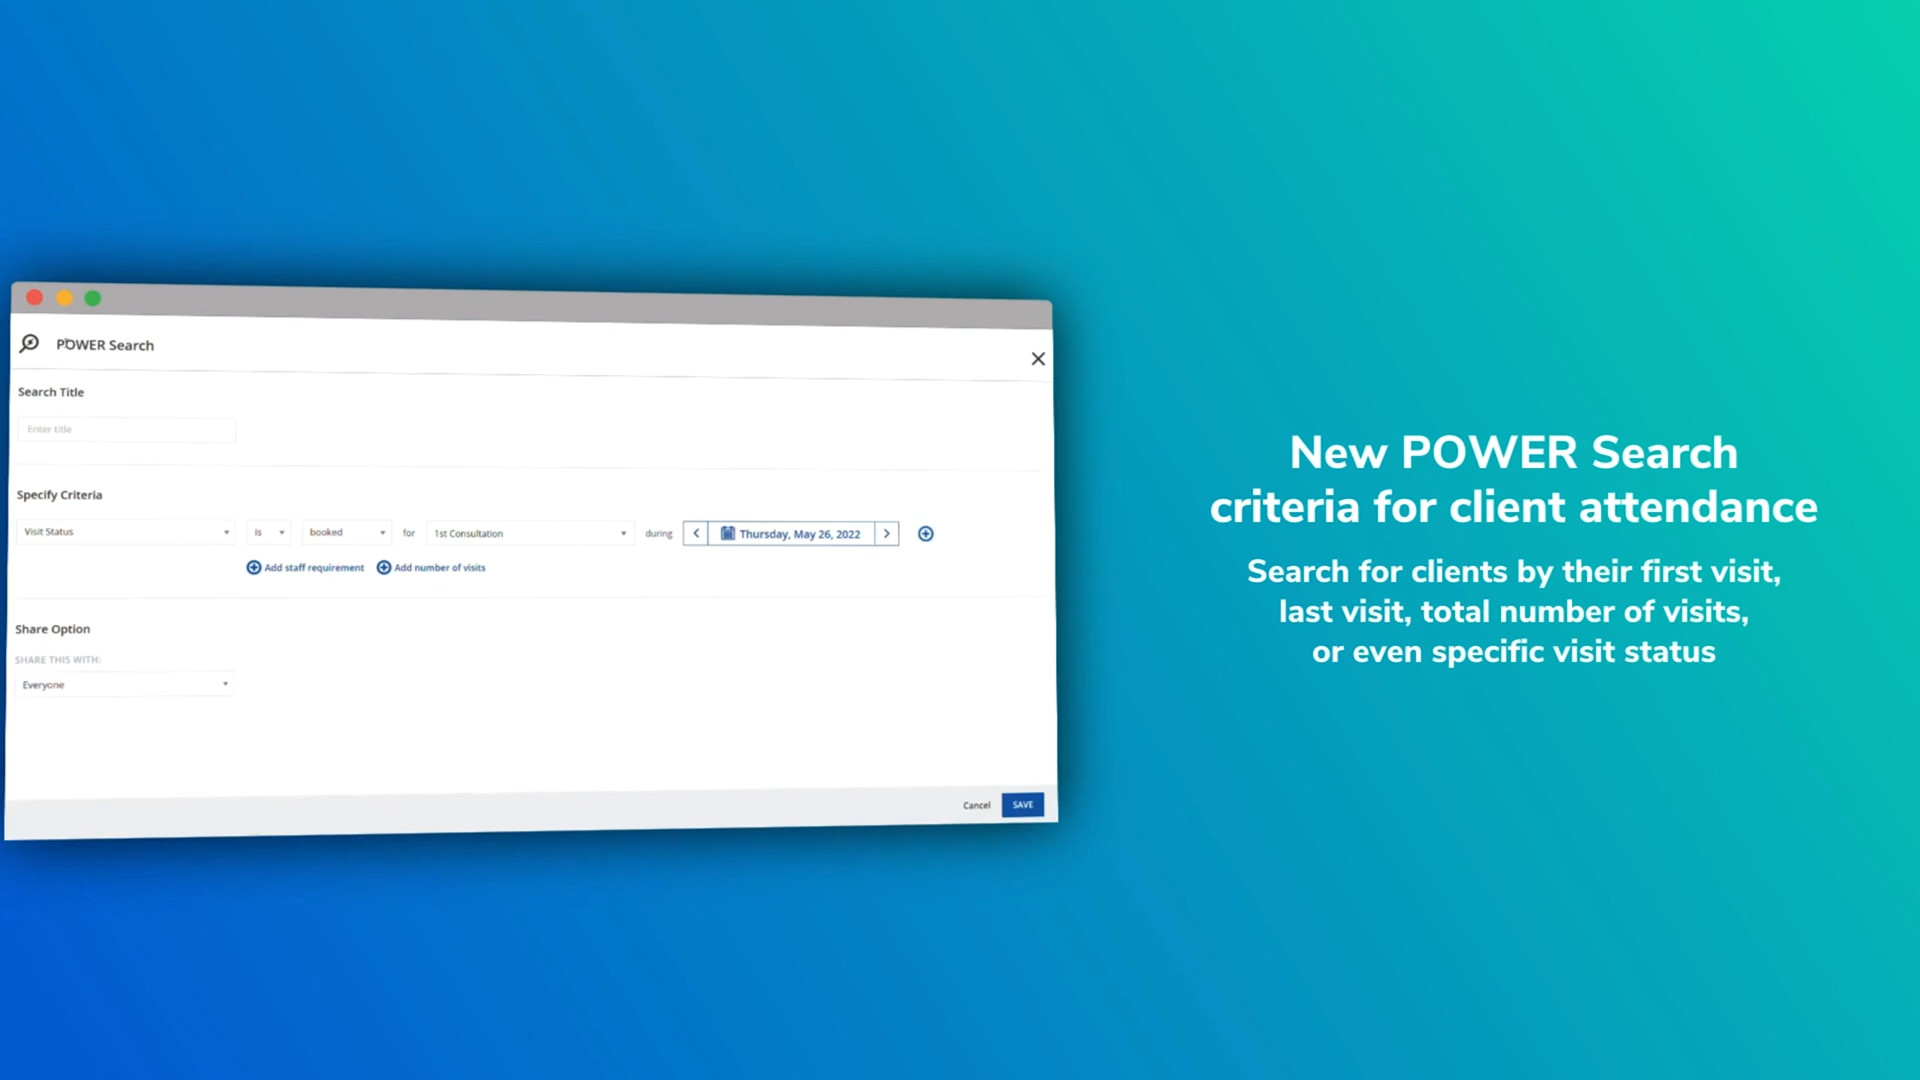 POWER Search
Search Title
Enter title
Specify Criteria
Visit Status is booked for 1st Consultation during Thursday, May 26, 2022
Add staff requirement Add number of visits
Share Option
SHARE THIS WITH:
Everyone
Cancel SAVE
New POWER Search
criteria for client attendance
Search for clients by their first visit,
last visit, total number of visits,
or even specific visit status